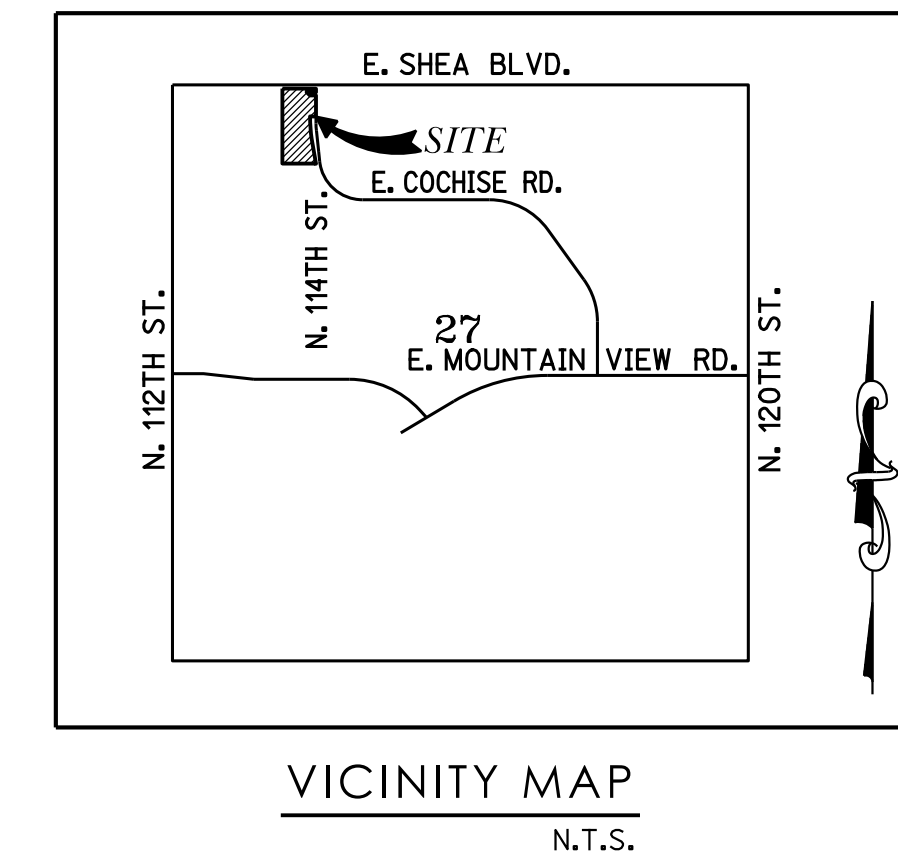 E. SHEA BLVD.
SITE
E. COCHISE RD.
N. 114TH ST.
27
E. MOUNTAIN VIEW RD.
N. 112TH ST.
N. 120TH ST.
VICINITY MAP
N.T.S.